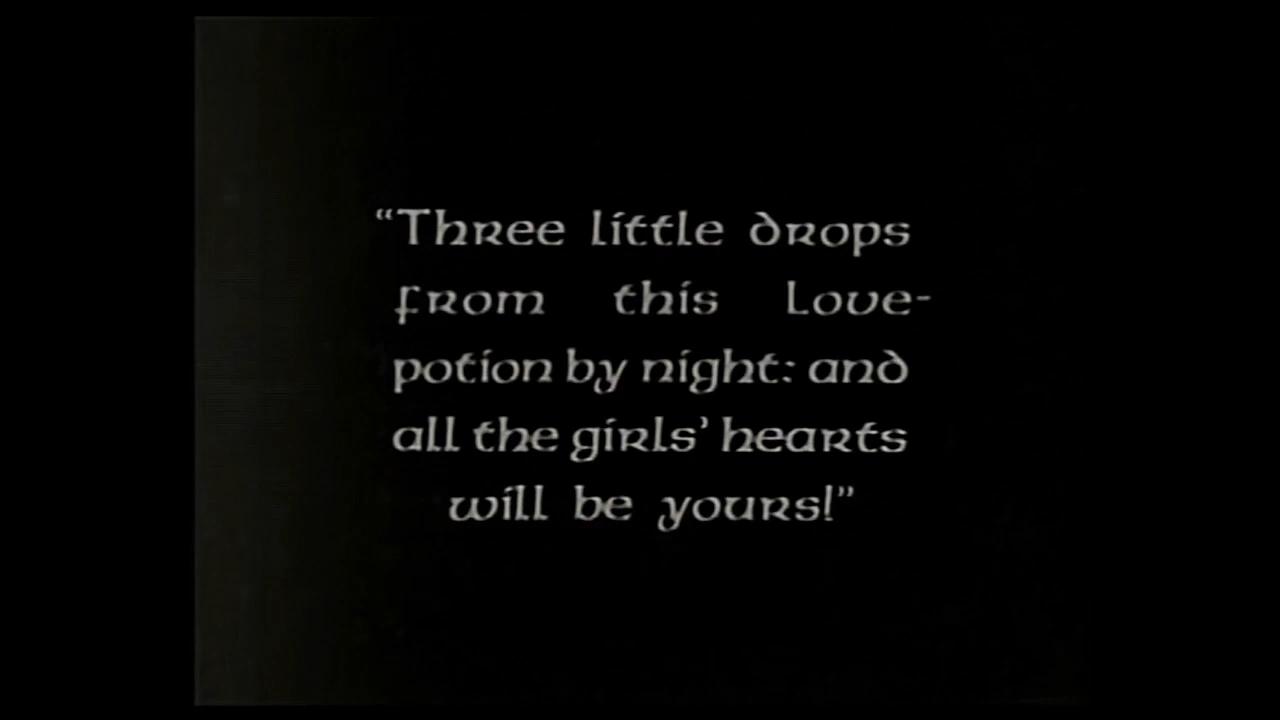 “Three little drops
from this Love-
potion by night: and
all the girls’ hearts
will be yours!”